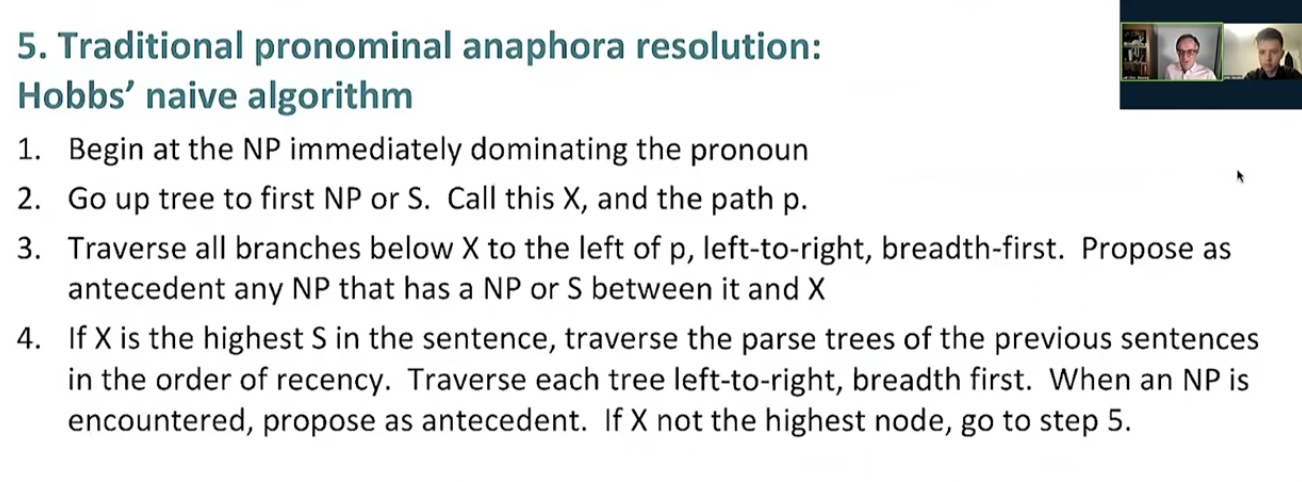 5. Traditional pronominal anaphora resolution:
Hobbs’ naive algorithm
1. Begin at the NP immediately dominating the pronoun
2. Go up tree to first NP or S. Call this X, and the path p.
3. Traverse all branches below X to the left of p, left-to-right, breadth-first. Propose as
antecedent any NP that has a NP or S between it and X
4. If X is the highest S in the sentence, traverse the parse trees of the previous sentences
in the order of recency. Traverse each tree left-to-right, breadth first. When an NP is
encountered, propose as antecedent. If X not the highest node, go to step 5.